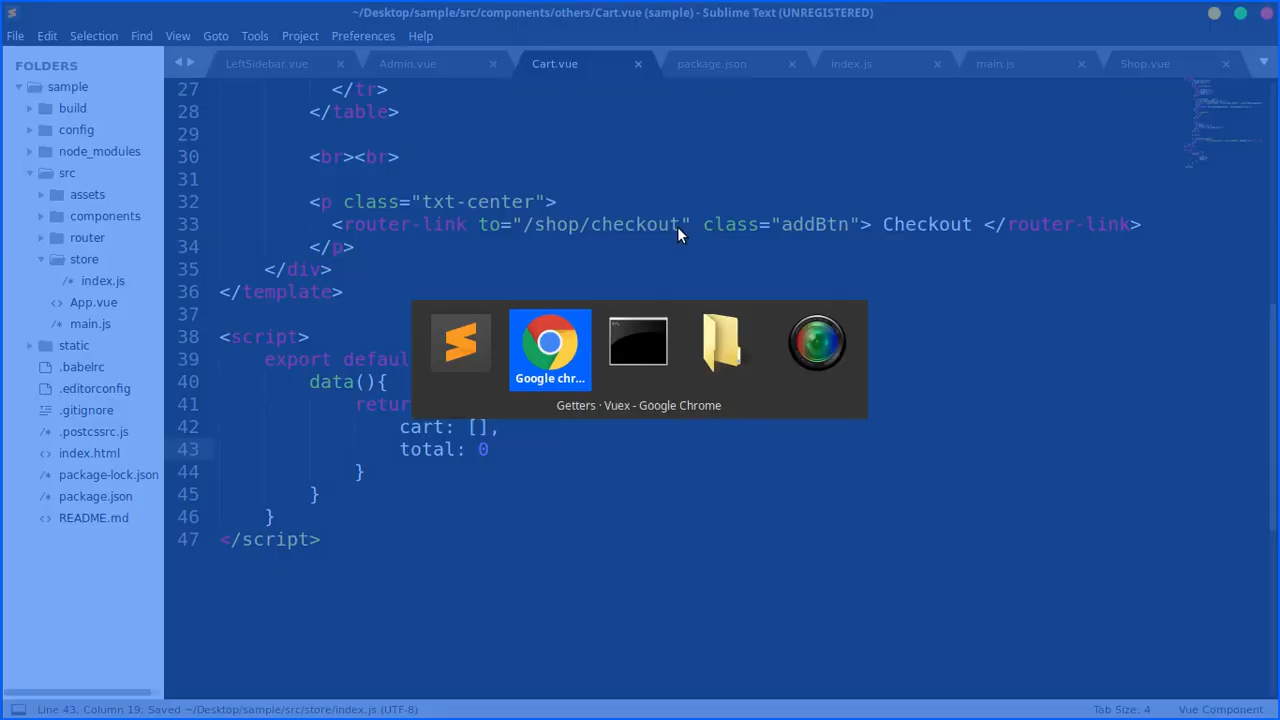 ~/Desktop/sample/src/components/others/Cart.vue (sample) - Sublime Text (UNREGISTERED)
File Edit Selection Find View Goto Tools Project Preferences Help
FOLDERS
sample
build
config
node_modules
src
assets
components
router
store
index.js
App.vue
main.js
static
.babelrc
.editorconfig
.gitignore
.postcssrc.js
index.html
package-lock.json
package.json
README.md
LeftSidebar.vue Admin.vue Cart.vue package.json index.js main.js Shop.vue
27 </tr>
28 </table>
29
30 <br><br>
31
32 <p class="txt-center">
33 <router-link to="/shop/checkout" class="addBtn"> Checkout </router-link>
34 </p>
35 </div>
36 </template>
37
38 <script>
39 export defaul
40 data(){
41 retur
42 cart: [],
43 total: 0
44 }
45 }
46 }
47 </script>
Google chr...
Getters · Vuex - Google Chrome
Line 43, Column 19; Saved ~/Desktop/sample/src/store/index.js (UTF-8)
Tab Size: 4 Vue Component